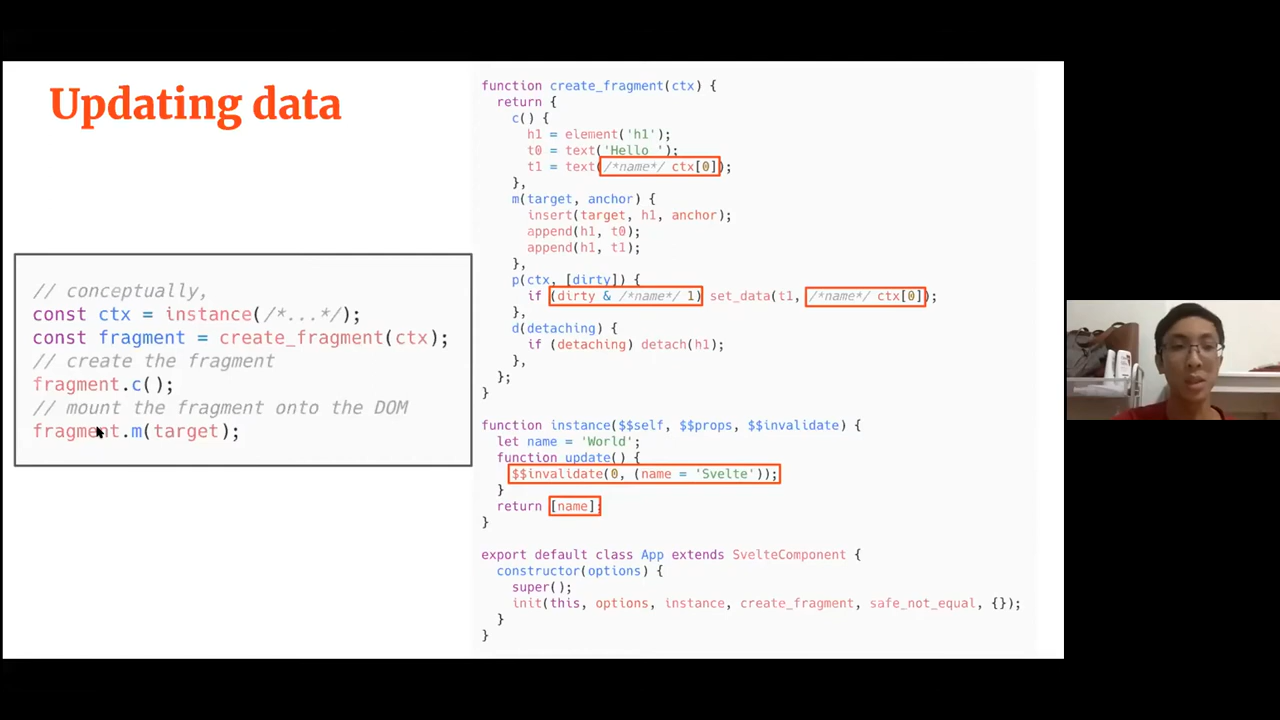 Updating data
// conceptually,
const ctx = instance(/*...*/);
const fragment = create_fragment(ctx);
// create the fragment
fragment.c();
// mount the fragment onto the DOM
fragment.m(target);
function create_fragment(ctx) {
return {
c() {
h1 = element('h1');
t0 = text('Hello ');
t1 = text(/*name*/ ctx[0]);
},
m(target, anchor) {
insert(target, h1, anchor);
append(h1, t0);
append(h1, t1);
},
p(ctx, [dirty]) {
if (dirty & /*name*/ 1) set_data(t1, /*name*/ ctx[0]);
},
d(detaching) {
if (detaching) detach(h1);
},
};
}
function instance($$self, $$props, $$invalidate) {
let name = 'World';
function update() {
$$invalidate(0, (name = 'Svelte'));
}
return [name];
}
export default class App extends SvelteComponent {
constructor(options) {
super();
init(this, options, instance, create_fragment, safe_not_equal, {});
}
}